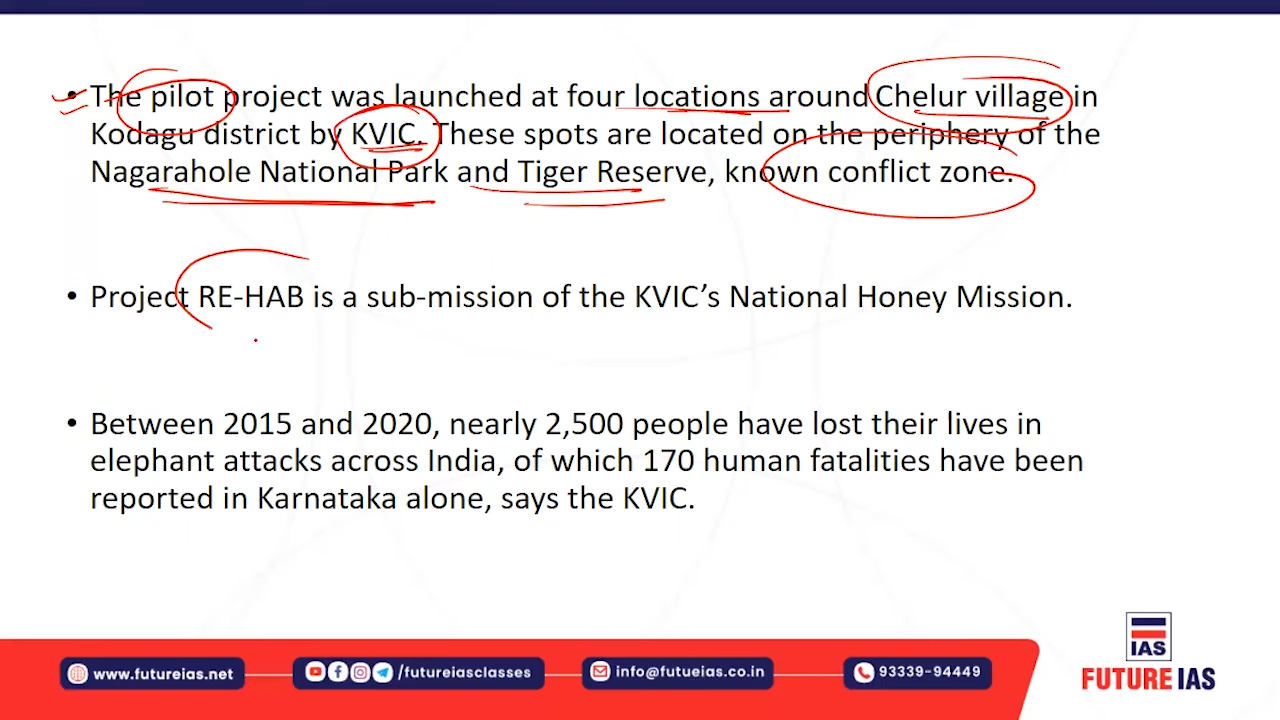 • The pilot project was launched at four locations around Chelur village in
Kodagu district by KVIC. These spots are located on the periphery of the
Nagarahole National Park and Tiger Reserve, known conflict zone.
• Project RE-HAB is a sub-mission of the KVIC’s National Honey Mission.
• Between 2015 and 2020, nearly 2,500 people have lost their lives in
elephant attacks across India, of which 170 human fatalities have been
reported in Karnataka alone, says the KVIC.
IAS
FUTURE IAS
www.futureias.net
/futureiasclasses
info@futueias.co.in
93339-94449